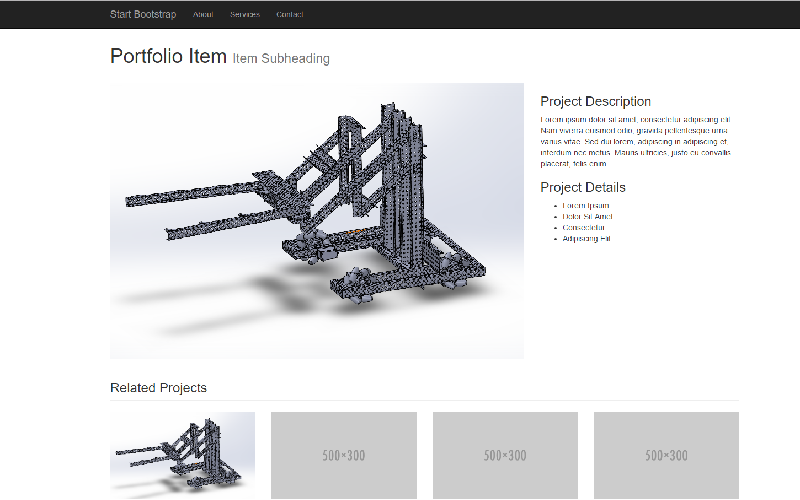 Start Bootstrap About Services Contact
Portfolio Item Item Subheading
Project Description
Lorem ipsum dolor sit amet, consectetur adipiscing elit.
Nam viverra euismod odio, gravida pellentesque urna
varius vitae. Sed dui lorem, adipiscing in adipiscing et,
interdum nec metus. Mauris ultricies, justo eu convallis
placerat, felis enim.
Project Details
Lorem Ipsum
Dolor Sit Amet
Consectetur
Adipiscing Elit
Related Projects
500×300
500×300
500×300